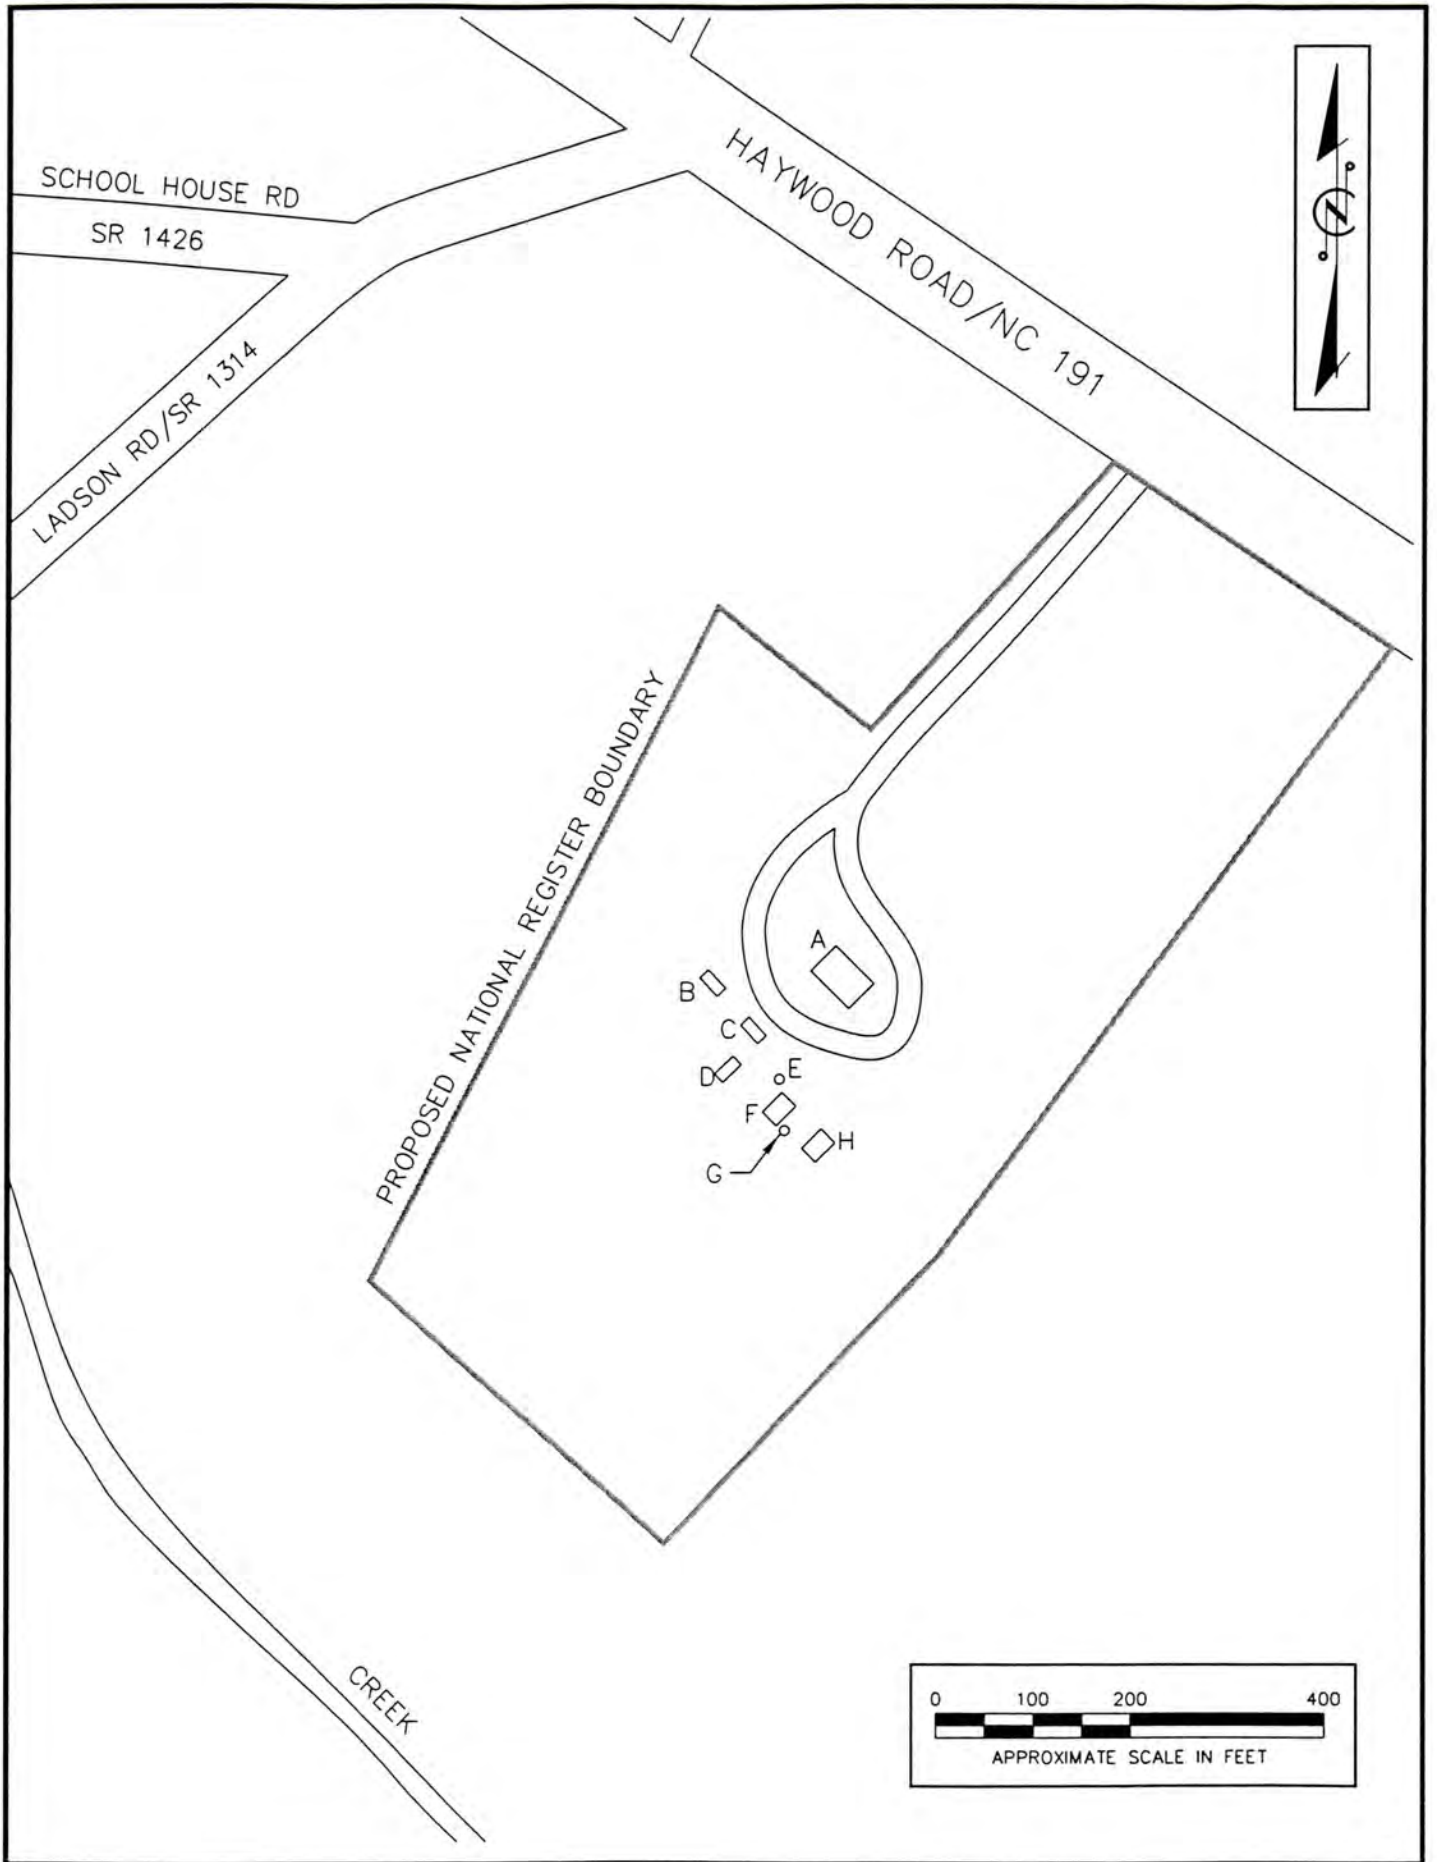 SCHOOL HOUSE RD
SR 1426
HAYWOOD ROAD/NC 191
N
LADSON RD/SR 1314
PROPOSED NATIONAL REGISTER BOUNDARY
A
B
C
D
E
F
G
H
CREEK
0 100 200 400
APPROXIMATE SCALE IN FEET